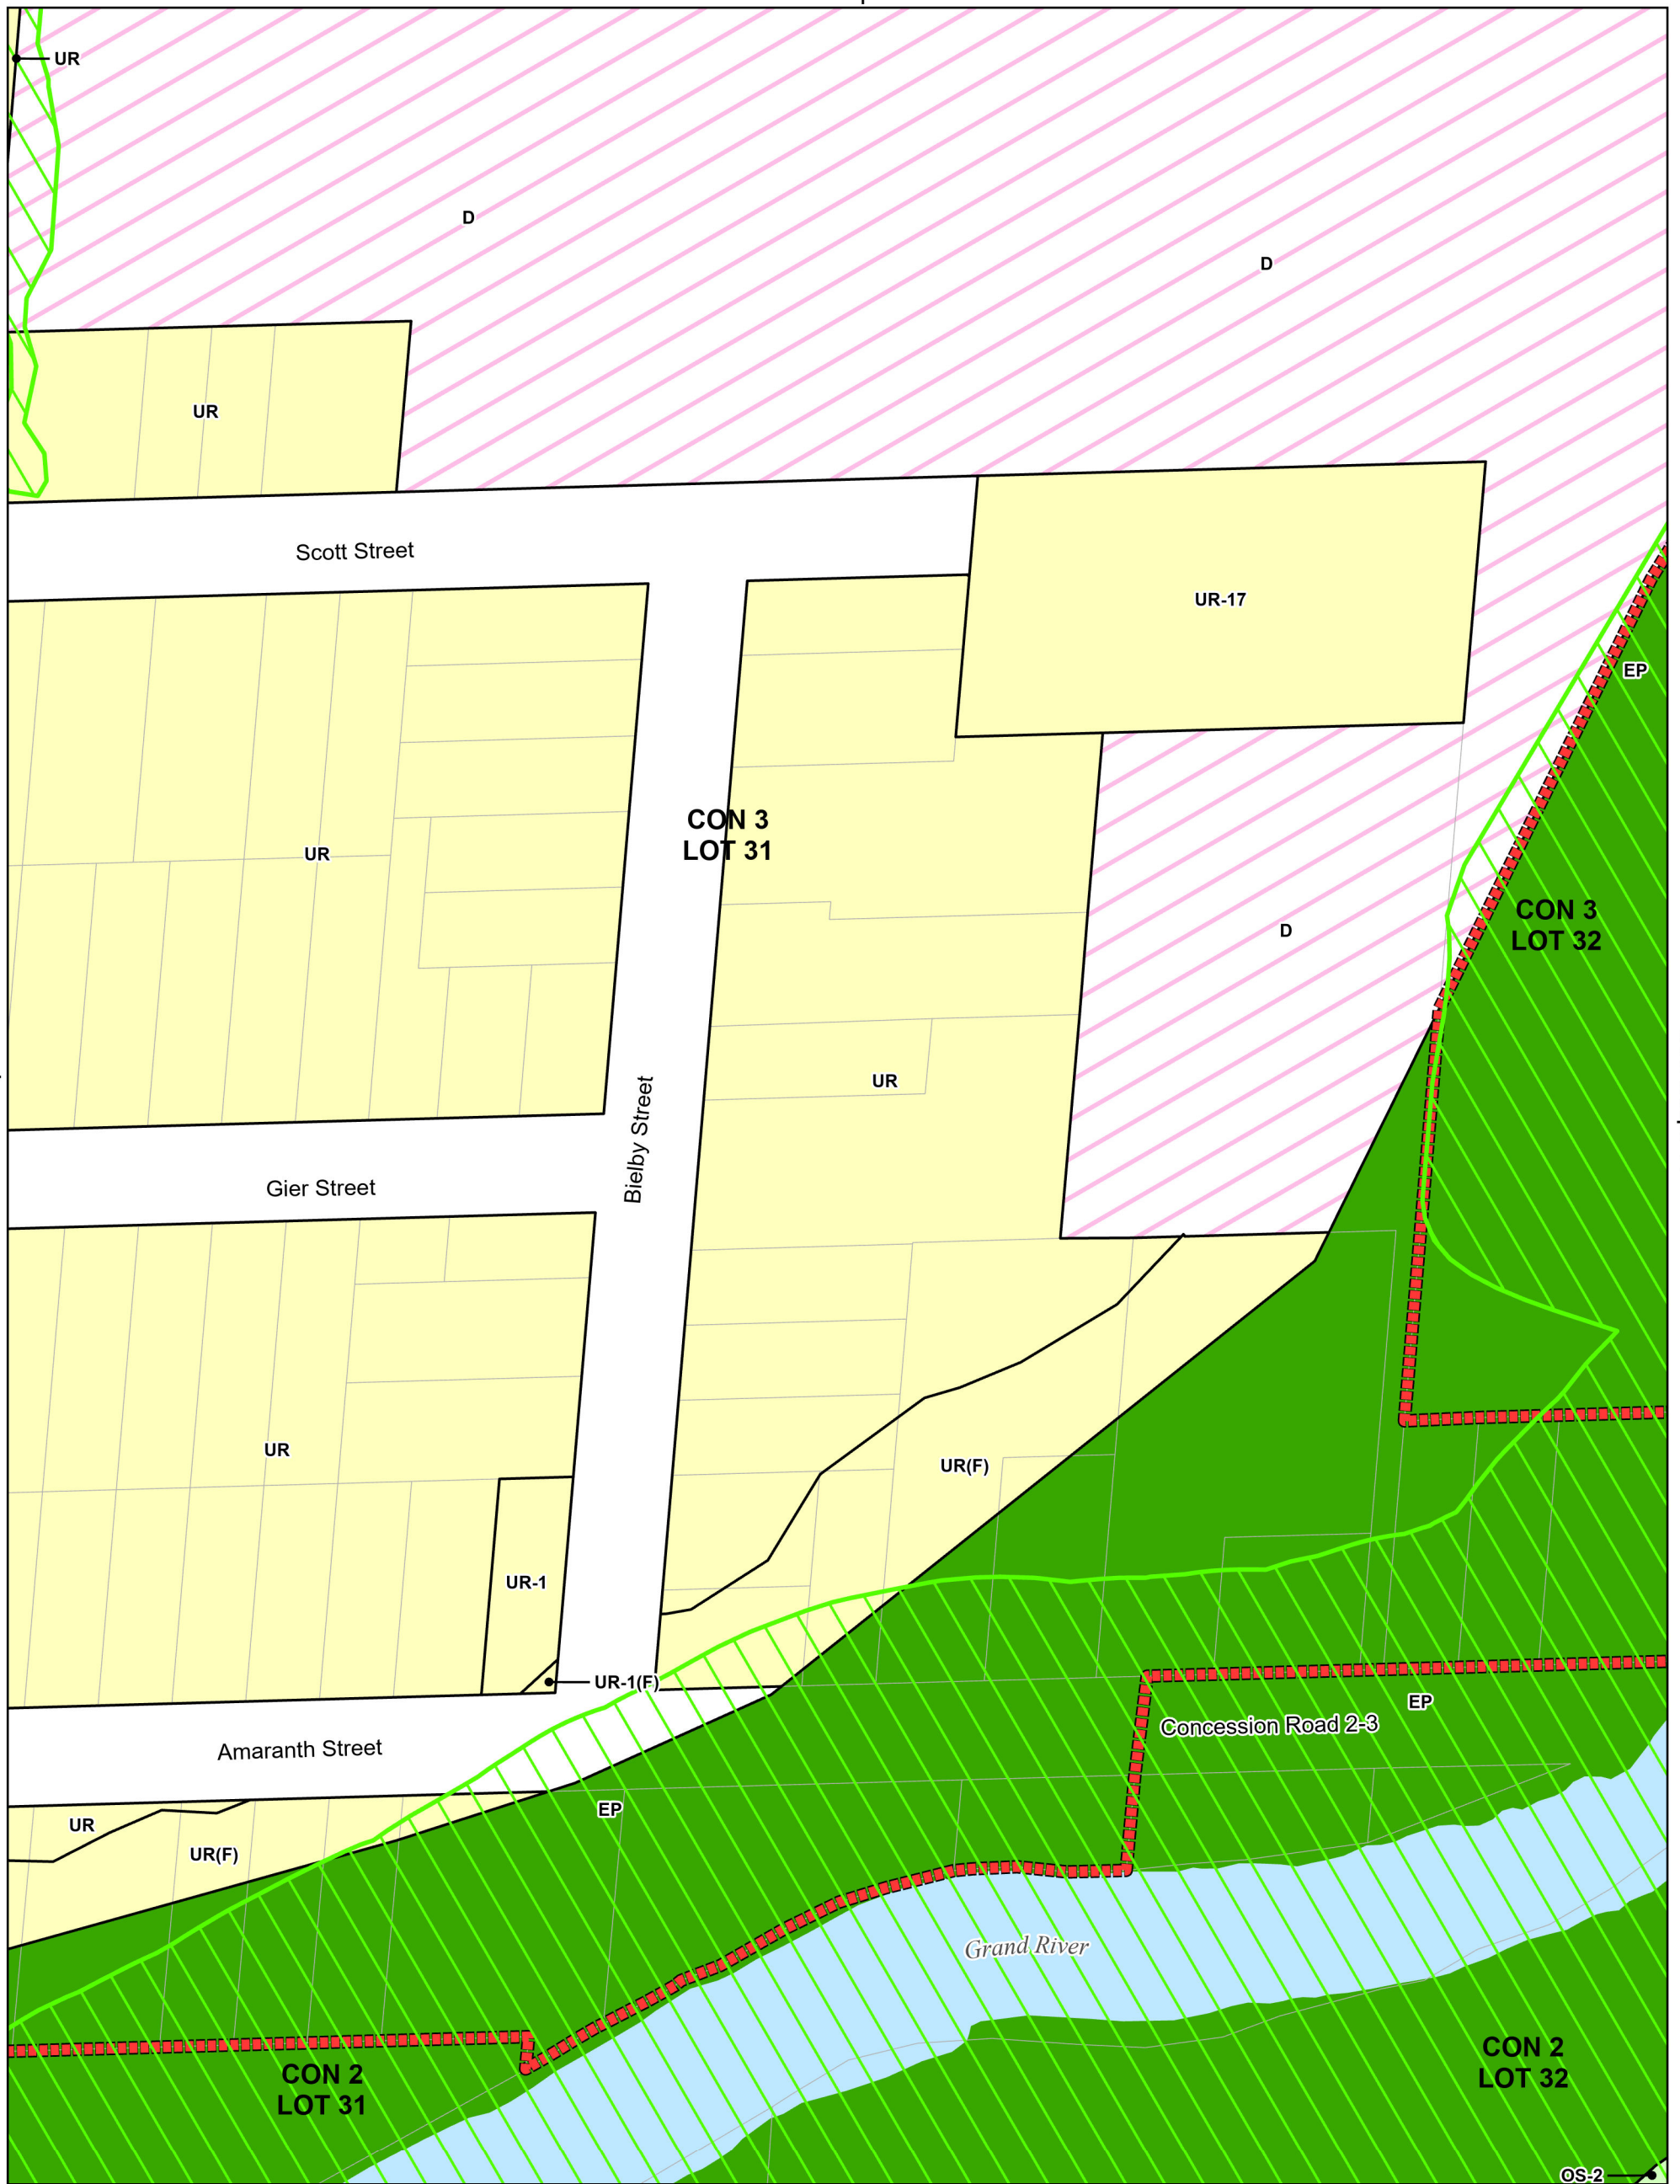 UR
D
D
UR
Scott Street
UR-17
EP
CON 3
LOT 31
UR
CON 3
LOT 32
D
UR
Bielby Street
Gier Street
UR
UR(F)
UR-1
UR-1(F)
EP
Concession Road 2-3
Amaranth Street
EP
UR
UR(F)
Grand River
CON 2
LOT 31
CON 2
LOT 32
OS-2